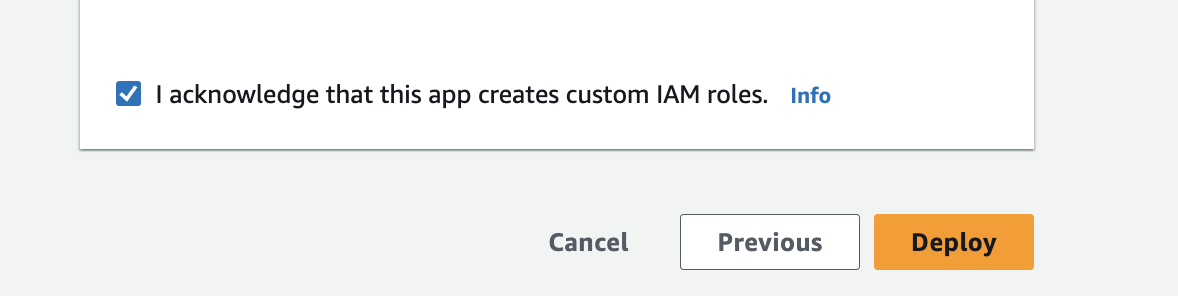 I acknowledge that this app creates custom IAM roles. Info
Cancel Previous Deploy